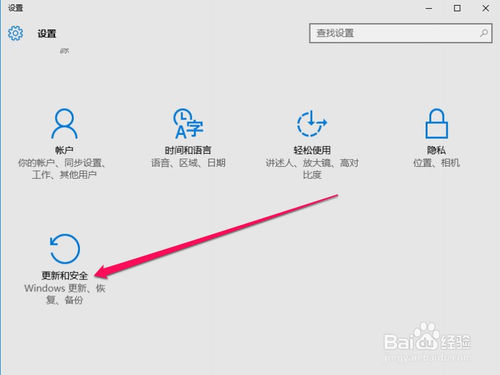 设置
设置
查找设置
帐户
你的帐户、同步设置、
工作、其他用户
时间和语言
语音、区域、日期
轻松使用
讲述人、放大镜、高对
比度
隐私
位置、相机
更新和安全
Windows 更新、恢
复、备份
Baidu 经验
jingyan.baidu.com